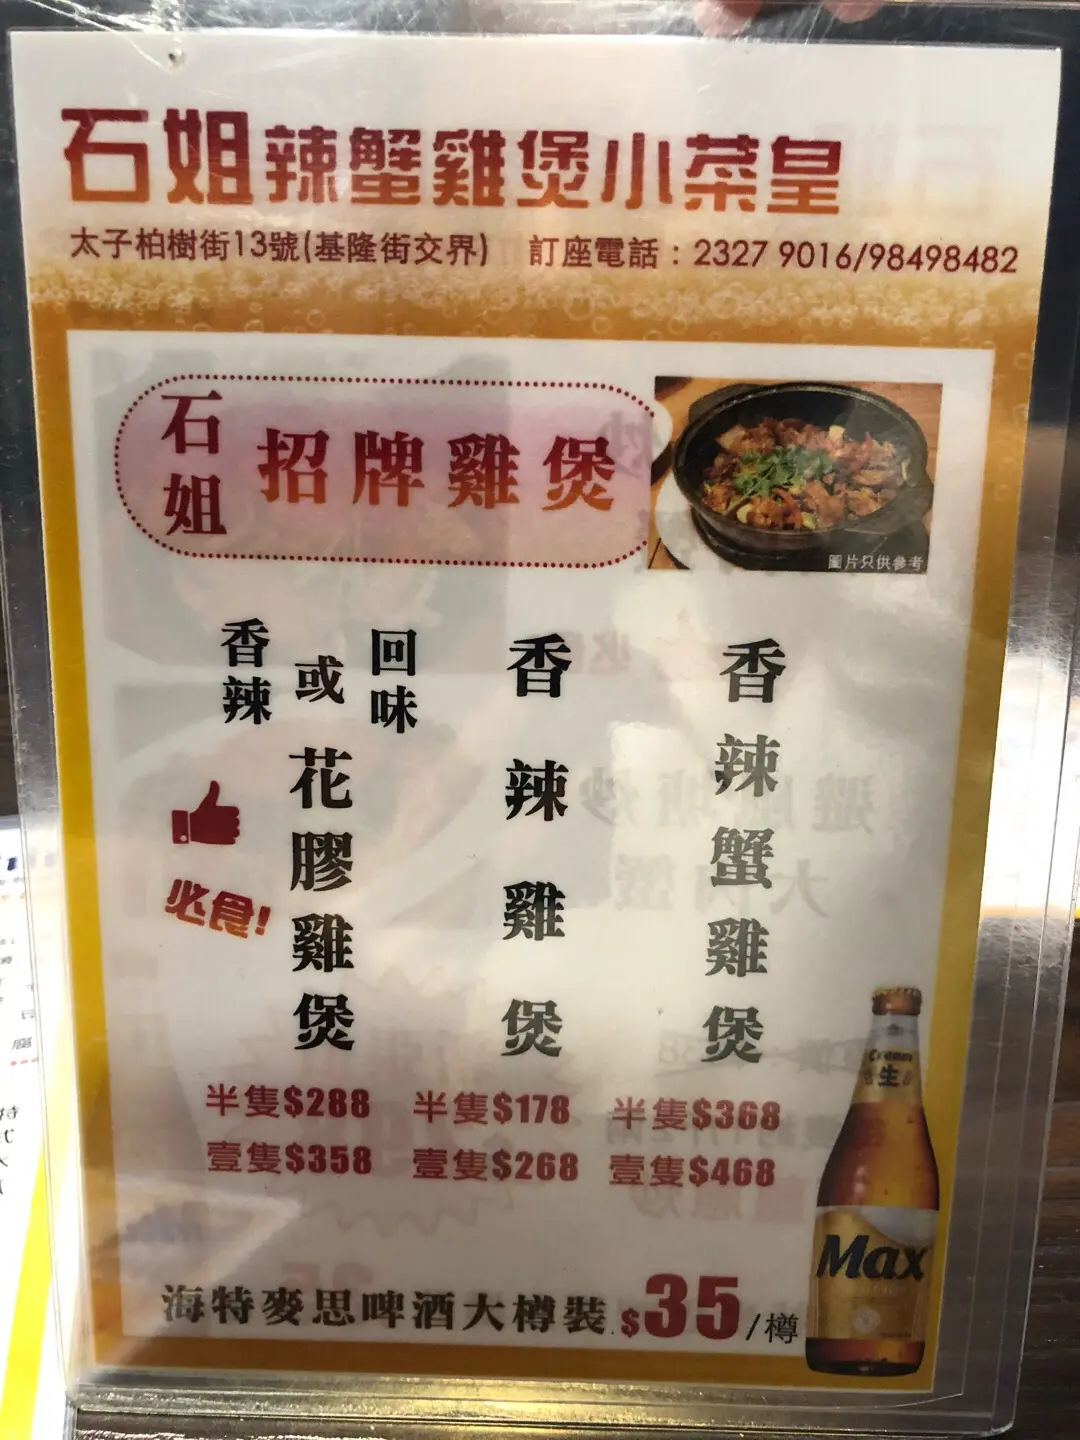 石姐辣蟹雞煲小菜皇
太子柏樹街13號(基隆街交界) 訂座電話：2327 9016/98498482
石姐
招牌雞煲
圖片只供參考
香辣蟹雞煲
半隻$368
壹隻$468
香辣雞煲
半隻$178
壹隻$268
香辣
或
回味
花膠雞煲
半隻$288
壹隻$358
必食!
Cream
生
Max
海特麥思啤酒大樽裝 $35/樽